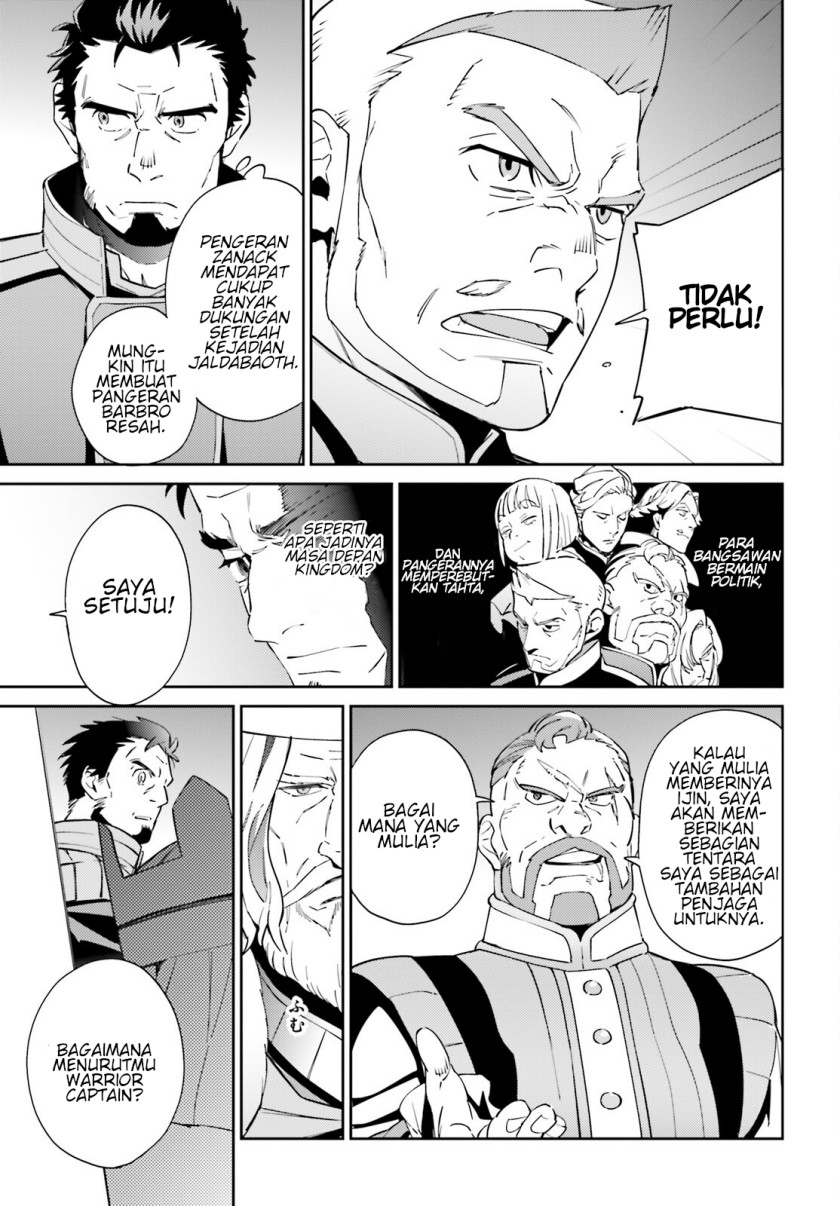 TIDAK
PERLU!
PENGERAN
ZANACK
MENDAPAT
CUKUP
BANYAK
DUKUNGAN
SETELAH
KEJADIAN
JALDABAOTH.
MUNG-
KIN ITU
MEMBUAT
PANGERAN
BARBRO
RESAH.
PARA
BANGSAWAN
BERMAIN
POLITIK,
DAN
PANGERANNYA
MEMPEREBUT-
KAN TAHTA,
SEPERTI
APA JADINYA
MASA DEPAN
KINGDOM?
SAYA
SETUJU!
KALAU
YANG MULIA
MEMBERINYA
IJIN, SAYA
AKAN MEM-
BERIKAN
SEBAGIAN
TENTARA
SAYA SEBAGAI
TAMBAHAN
PENJAGA
UNTUKNYA.
BAGAI
MANA YANG
MULIA?
ふむ
BAGAIMANA
MENURUTMU
WARRIOR
CAPTAIN?